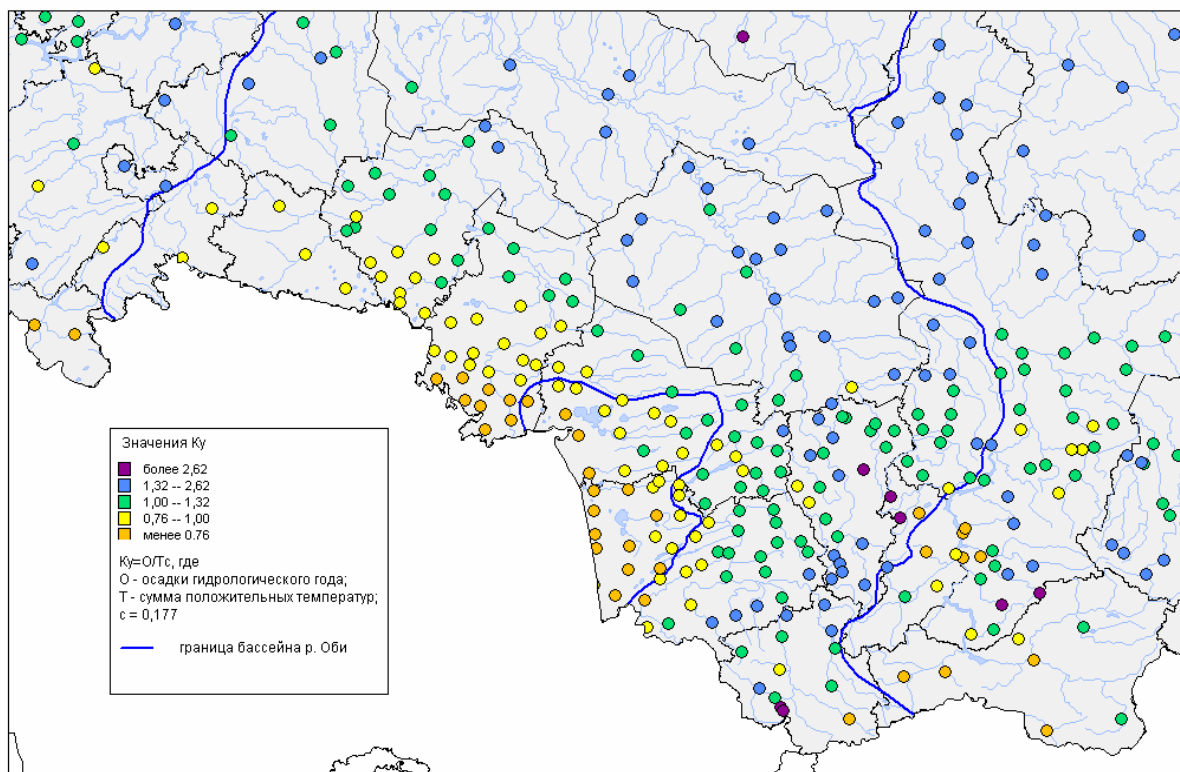 Значения Ку
более 2,62
1,32 -- 2,62
1,00 -- 1,32
0,76 -- 1,00
менее 0.76
Ку=О/Тс, где
О - осадки гидрологического года;
Т - сумма положительных температур;
с = 0,177
граница бассейна р. Оби